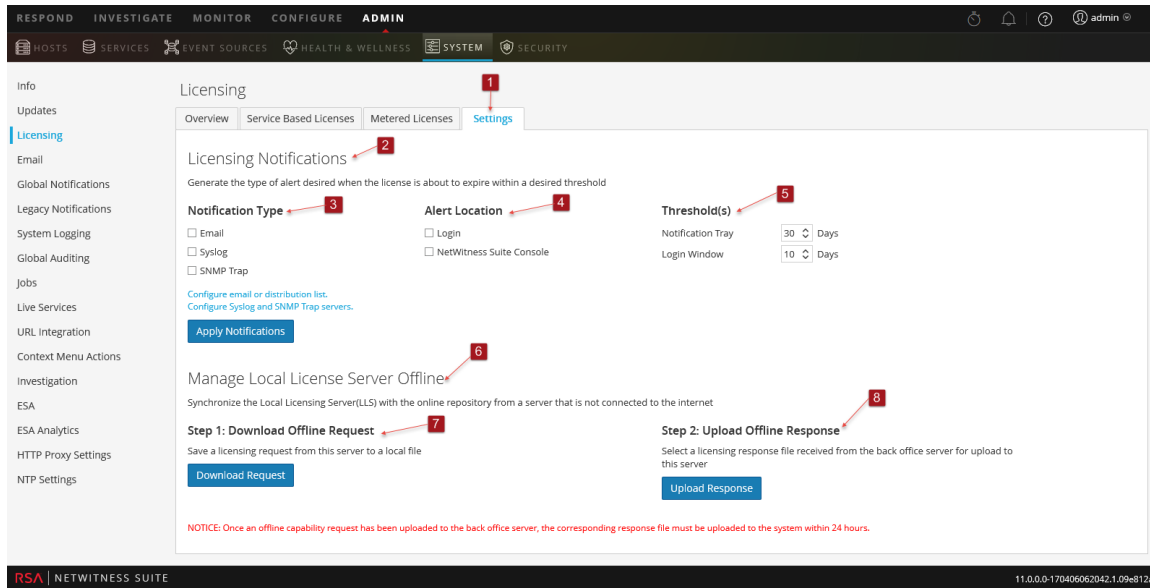 RESPOND INVESTIGATE MONITOR CONFIGURE ADMIN
admin
HOSTS SERVICES EVENT SOURCES HEALTH & WELLNESS SYSTEM SECURITY
Info
Updates
Licensing
Email
Global Notifications
Legacy Notifications
System Logging
Global Auditing
Jobs
Live Services
URL Integration
Context Menu Actions
Investigation
ESA
ESA Analytics
HTTP Proxy Settings
NTP Settings
Licensing
1
Overview Service Based Licenses Metered Licenses Settings
2
Licensing Notifications
Generate the type of alert desired when the license is about to expire within a desired threshold
3
Notification Type
Email
Syslog
SNMP Trap
4
Alert Location
Login
NetWitness Suite Console
5
Threshold(s)
Notification Tray 30 Days
Login Window 10 Days
Configure email or distribution list.
Configure Syslog and SNMP Trap servers.
Apply Notifications
6
Manage Local License Server Offline
Synchronize the Local Licensing Server(LLS) with the online repository from a server that is not connected to the internet
7
Step 1: Download Offline Request
Save a licensing request from this server to a local file
Download Request
8
Step 2: Upload Offline Response
Select a licensing response file received from the back office server for upload to
this server
Upload Response
NOTICE: Once an offline capability request has been uploaded to the back office server, the corresponding response file must be uploaded to the system within 24 hours.
RSA NETWITNESS SUITE
11.0.0.0-170406062042.1.09e812a